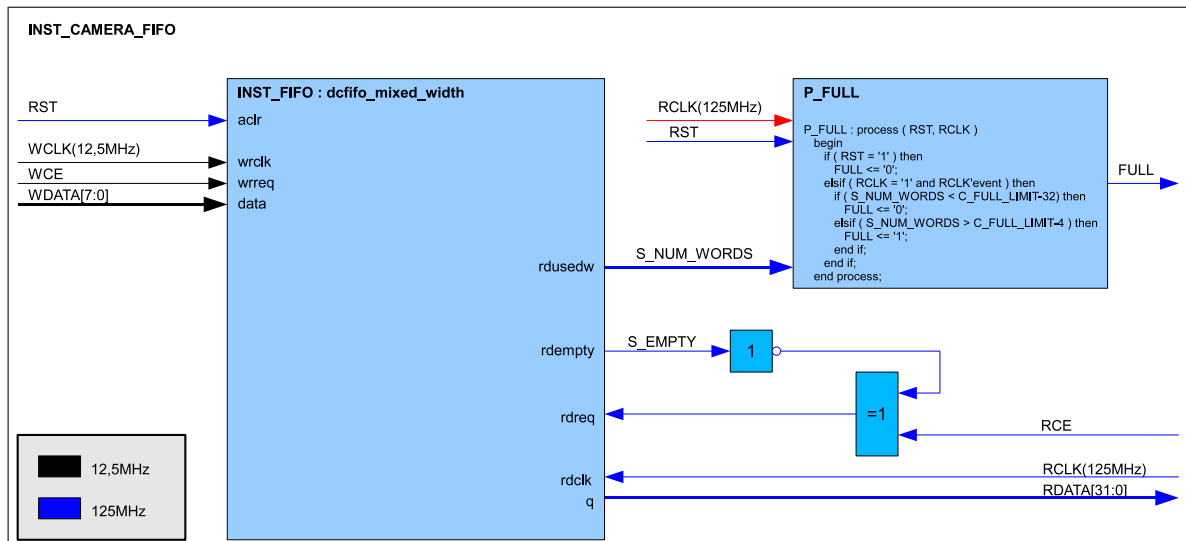 INST_CAMERA_FIFO
RST
WCLK(12,5MHz)
WCE
WDATA[7:0]
INST_FIFO : dcfifo_mixed_width
aclr
wrclk
wrreq
data
rdusedw
rdempty
rdreq
rdclk
q
S_NUM_WORDS
S_EMPTY
1
=1
RCE
RCLK(125MHz)
RDATA[31:0]
RCLK(125MHz)
RST
P_FULL
P_FULL : process ( RST, RCLK )
begin
if ( RST = '1' ) then
FULL <= '0';
elsif ( RCLK = '1' and RCLK'event ) then
if ( S_NUM_WORDS < C_FULL_LIMIT-32) then
FULL <= '0';
elsif ( S_NUM_WORDS > C_FULL_LIMIT-4 ) then
FULL <= '1';
end if;
end if;
end process;
FULL
12,5MHz
125MHz